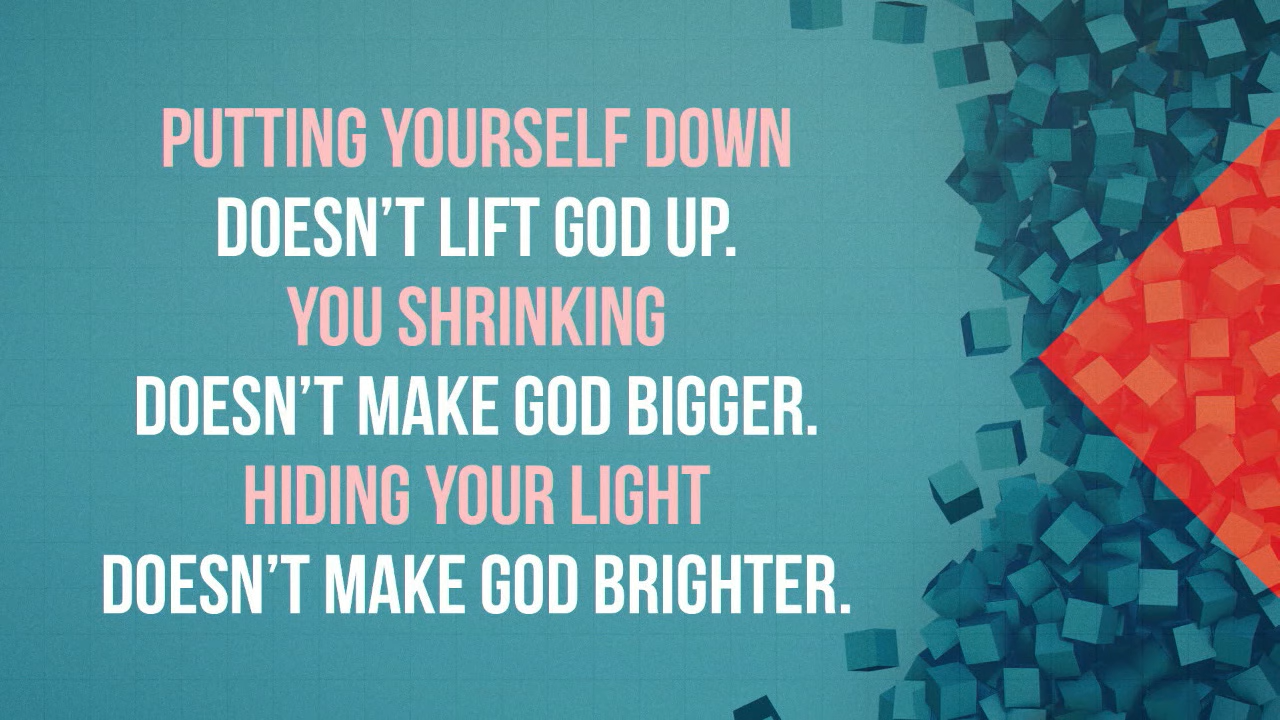 PUTTING YOURSELF DOWN
DOESN’T LIFT GOD UP.
YOU SHRINKING
DOESN’T MAKE GOD BIGGER.
HIDING YOUR LIGHT
DOESN’T MAKE GOD BRIGHTER.